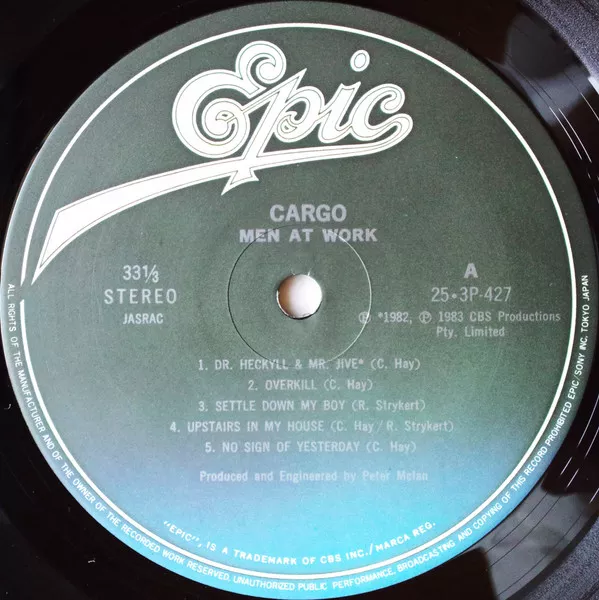 Epic
CARGO
MEN AT WORK
33⅓
STEREO
JASRAC
A
25•3P-427
Ⓟ *1982, Ⓟ 1983 CBS Productions
Pty. Limited
1. DR. HECKYLL & MR. JIVE* (C. Hay)
2. OVERKILL (C. Hay)
3. SETTLE DOWN MY BOY (R. Strykert)
4. UPSTAIRS IN MY HOUSE (C. Hay/R. Strykert)
5. NO SIGN OF YESTERDAY (C. Hay)
Produced and Engineered by Peter Mclan
"EPIC", IS A TRADEMARK OF CBS INC./MARCA REG.
ALL RIGHTS OF THE MANUFACTURER AND OF THE OWNER OF THE RECORDED WORK RESERVED. UNAUTHORIZED PUBLIC PERFORMANCE, BROADCASTING AND COPYING OF THIS RECORD PROHIBITED EPIC/SONY INC. TOKYO JAPAN